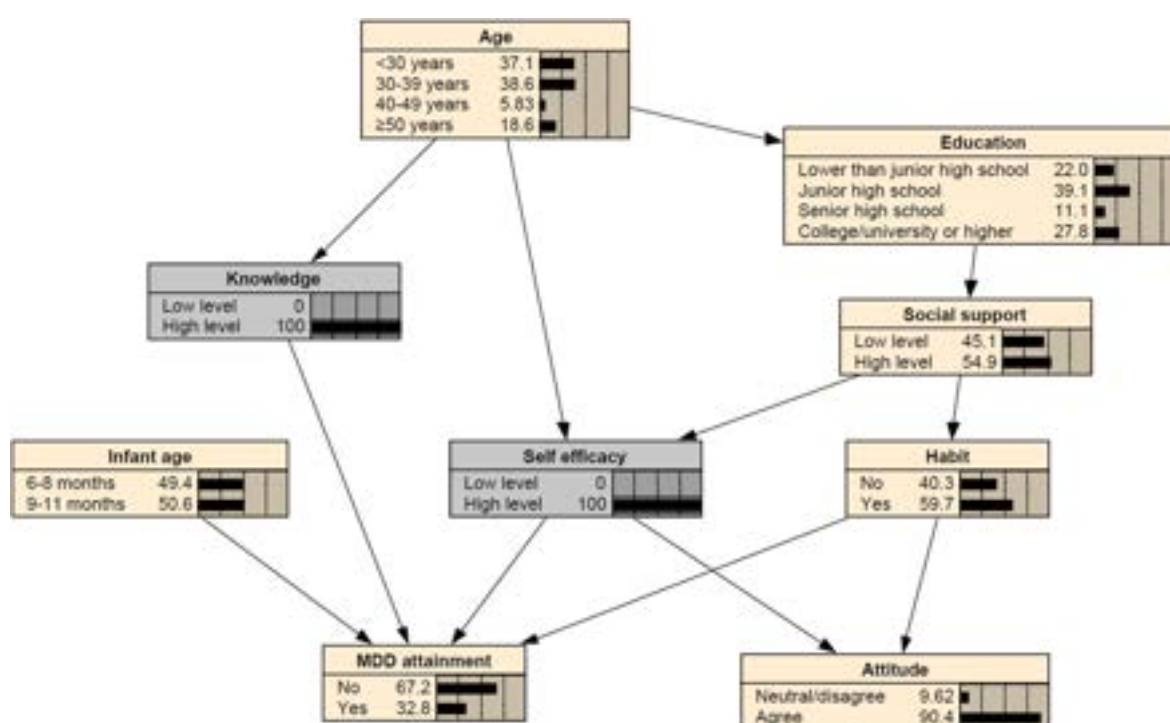 Age
<30 years 37.1
30-39 years 38.6
40-49 years 5.83
≥50 years 18.6
Education
Lower than junior high school 22.0
Junior high school 39.1
Senior high school 11.1
College/university or higher 27.8
Knowledge
Low level 0
High level 100
Social support
Low level 45.1
High level 54.9
Infant age
6-8 months 49.4
9-11 months 50.6
Self efficacy
Low level 0
High level 100
Habit
No 40.3
Yes 59.7
MDD attainment
No 67.2
Yes 32.8
Attitude
Neutral/disagree 9.62
Agree 90.4